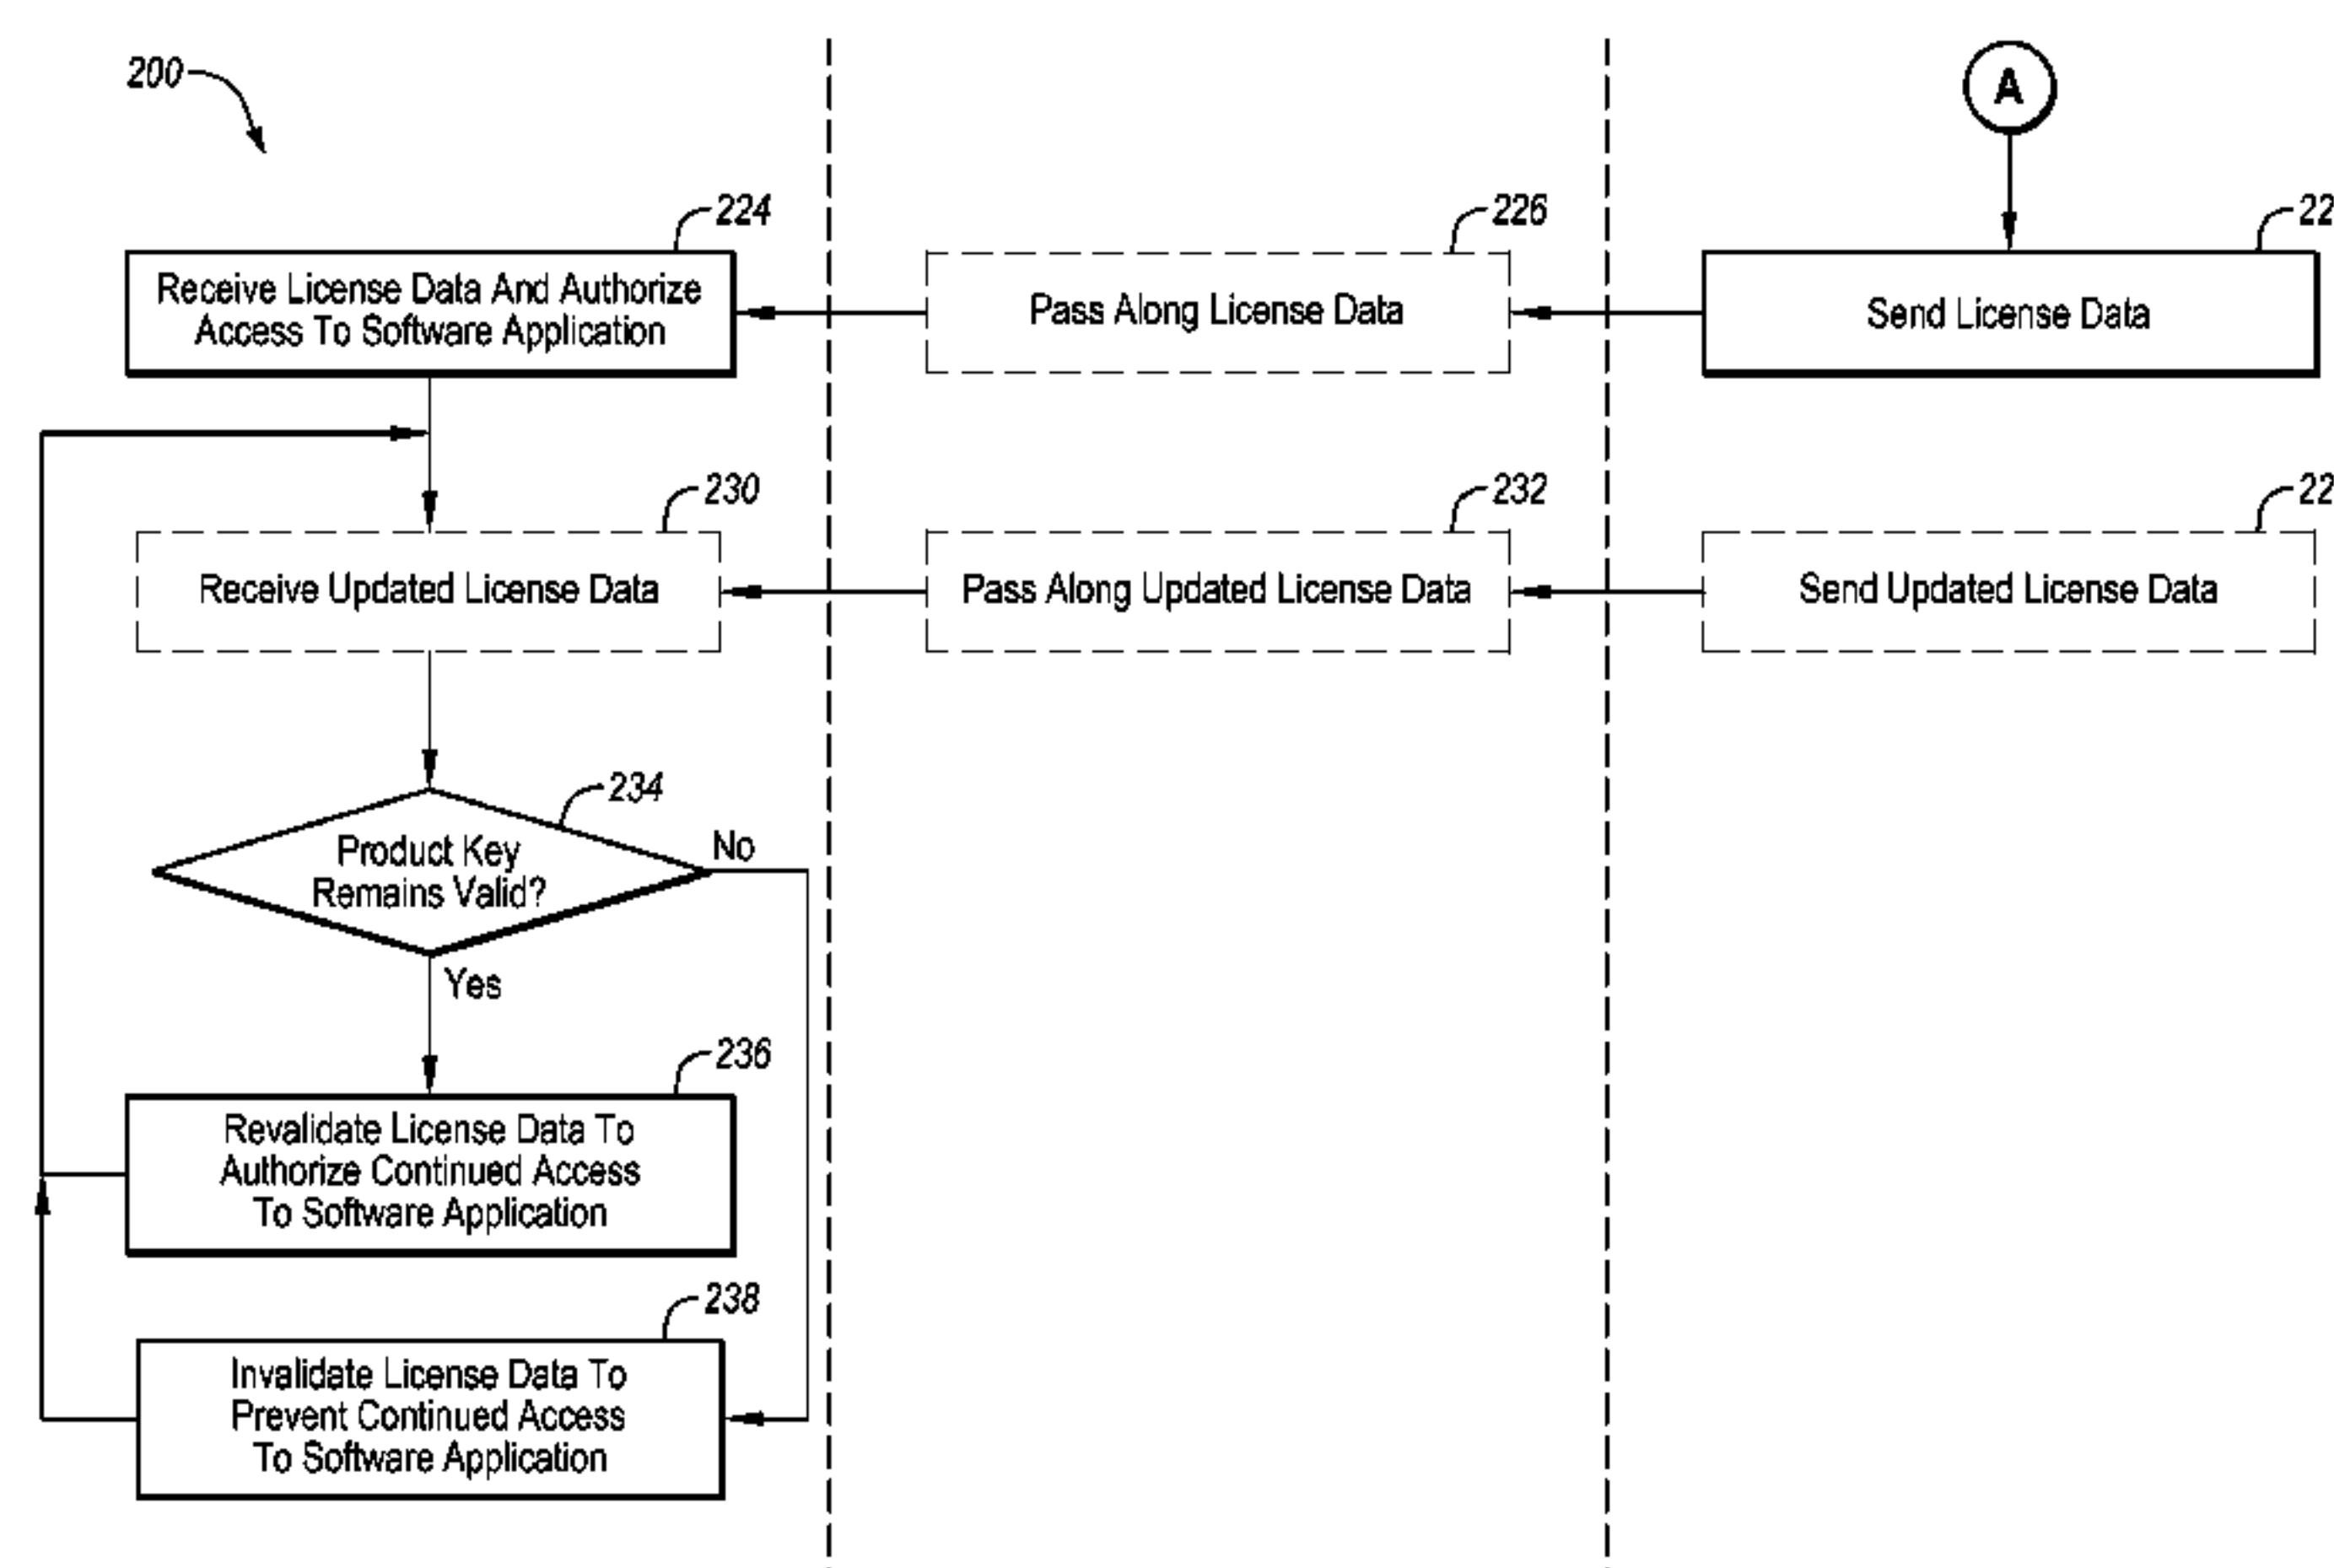 200
A
224
226
22
Receive License Data And Authorize
Access To Software Application
Pass Along License Data
Send License Data
230
232
22
Receive Updated License Data
Pass Along Updated License Data
Send Updated License Data
234
Product Key
Remains Valid?
No
Yes
236
Revalidate License Data To
Authorize Continued Access
To Software Application
238
Invalidate License Data To
Prevent Continued Access
To Software Application